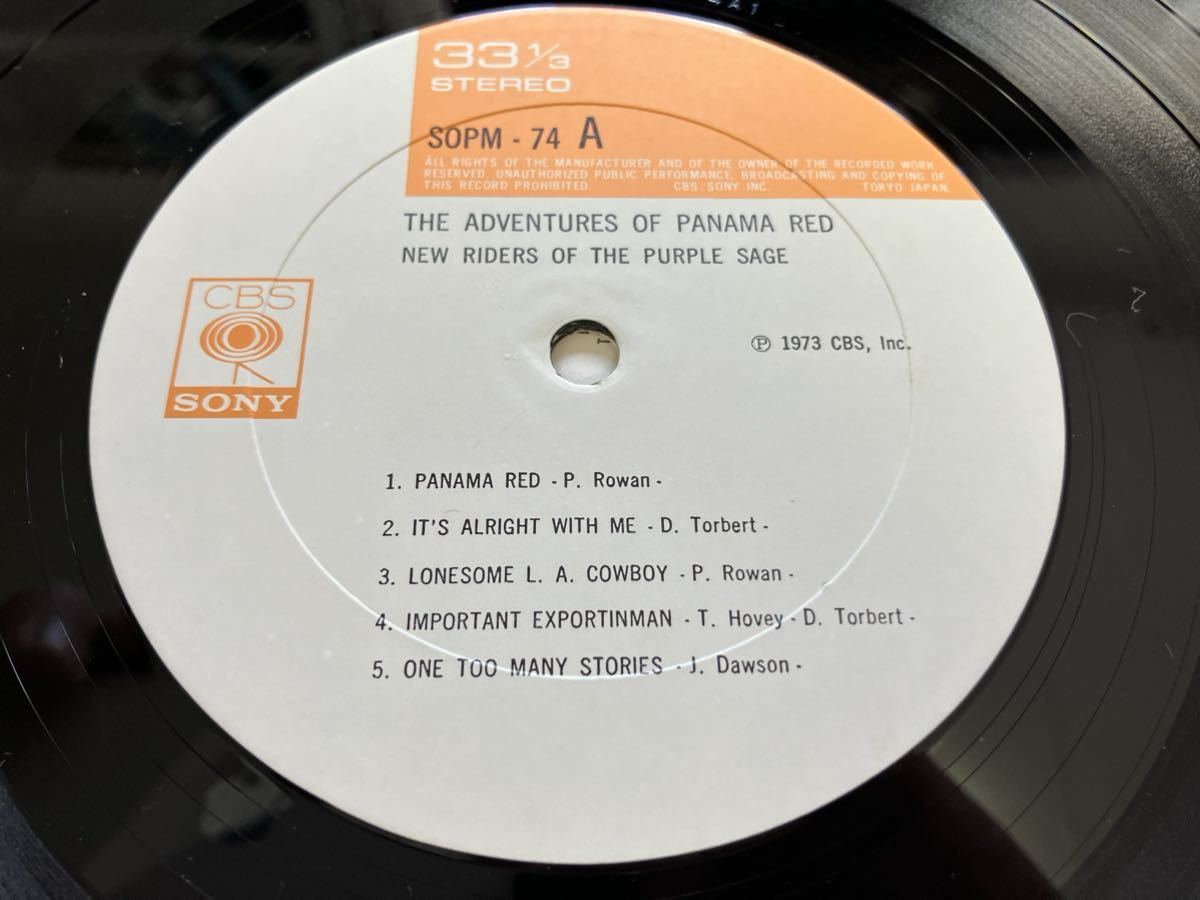 33 1/3
STEREO
SOPM - 74 A
ALL RIGHTS OF THE MANUFACTURER AND OF THE OWNER OF THE RECORDED WORK
RESERVED. UNAUTHORIZED PUBLIC PERFORMANCE, BROADCASTING AND COPYING OF
THIS RECORD PROHIBITED. CBS/SONY INC. TOKYO JAPAN.
THE ADVENTURES OF PANAMA RED
NEW RIDERS OF THE PURPLE SAGE
CBS
SONY
℗ 1973 CBS, Inc.
1. PANAMA RED - P. Rowan -
2. IT'S ALRIGHT WITH ME - D. Torbert -
3. LONESOME L. A. COWBOY - P. Rowan -
4. IMPORTANT EXPORTINMAN - T. Hovey - D. Torbert -
5. ONE TOO MANY STORIES - J. Dawson -